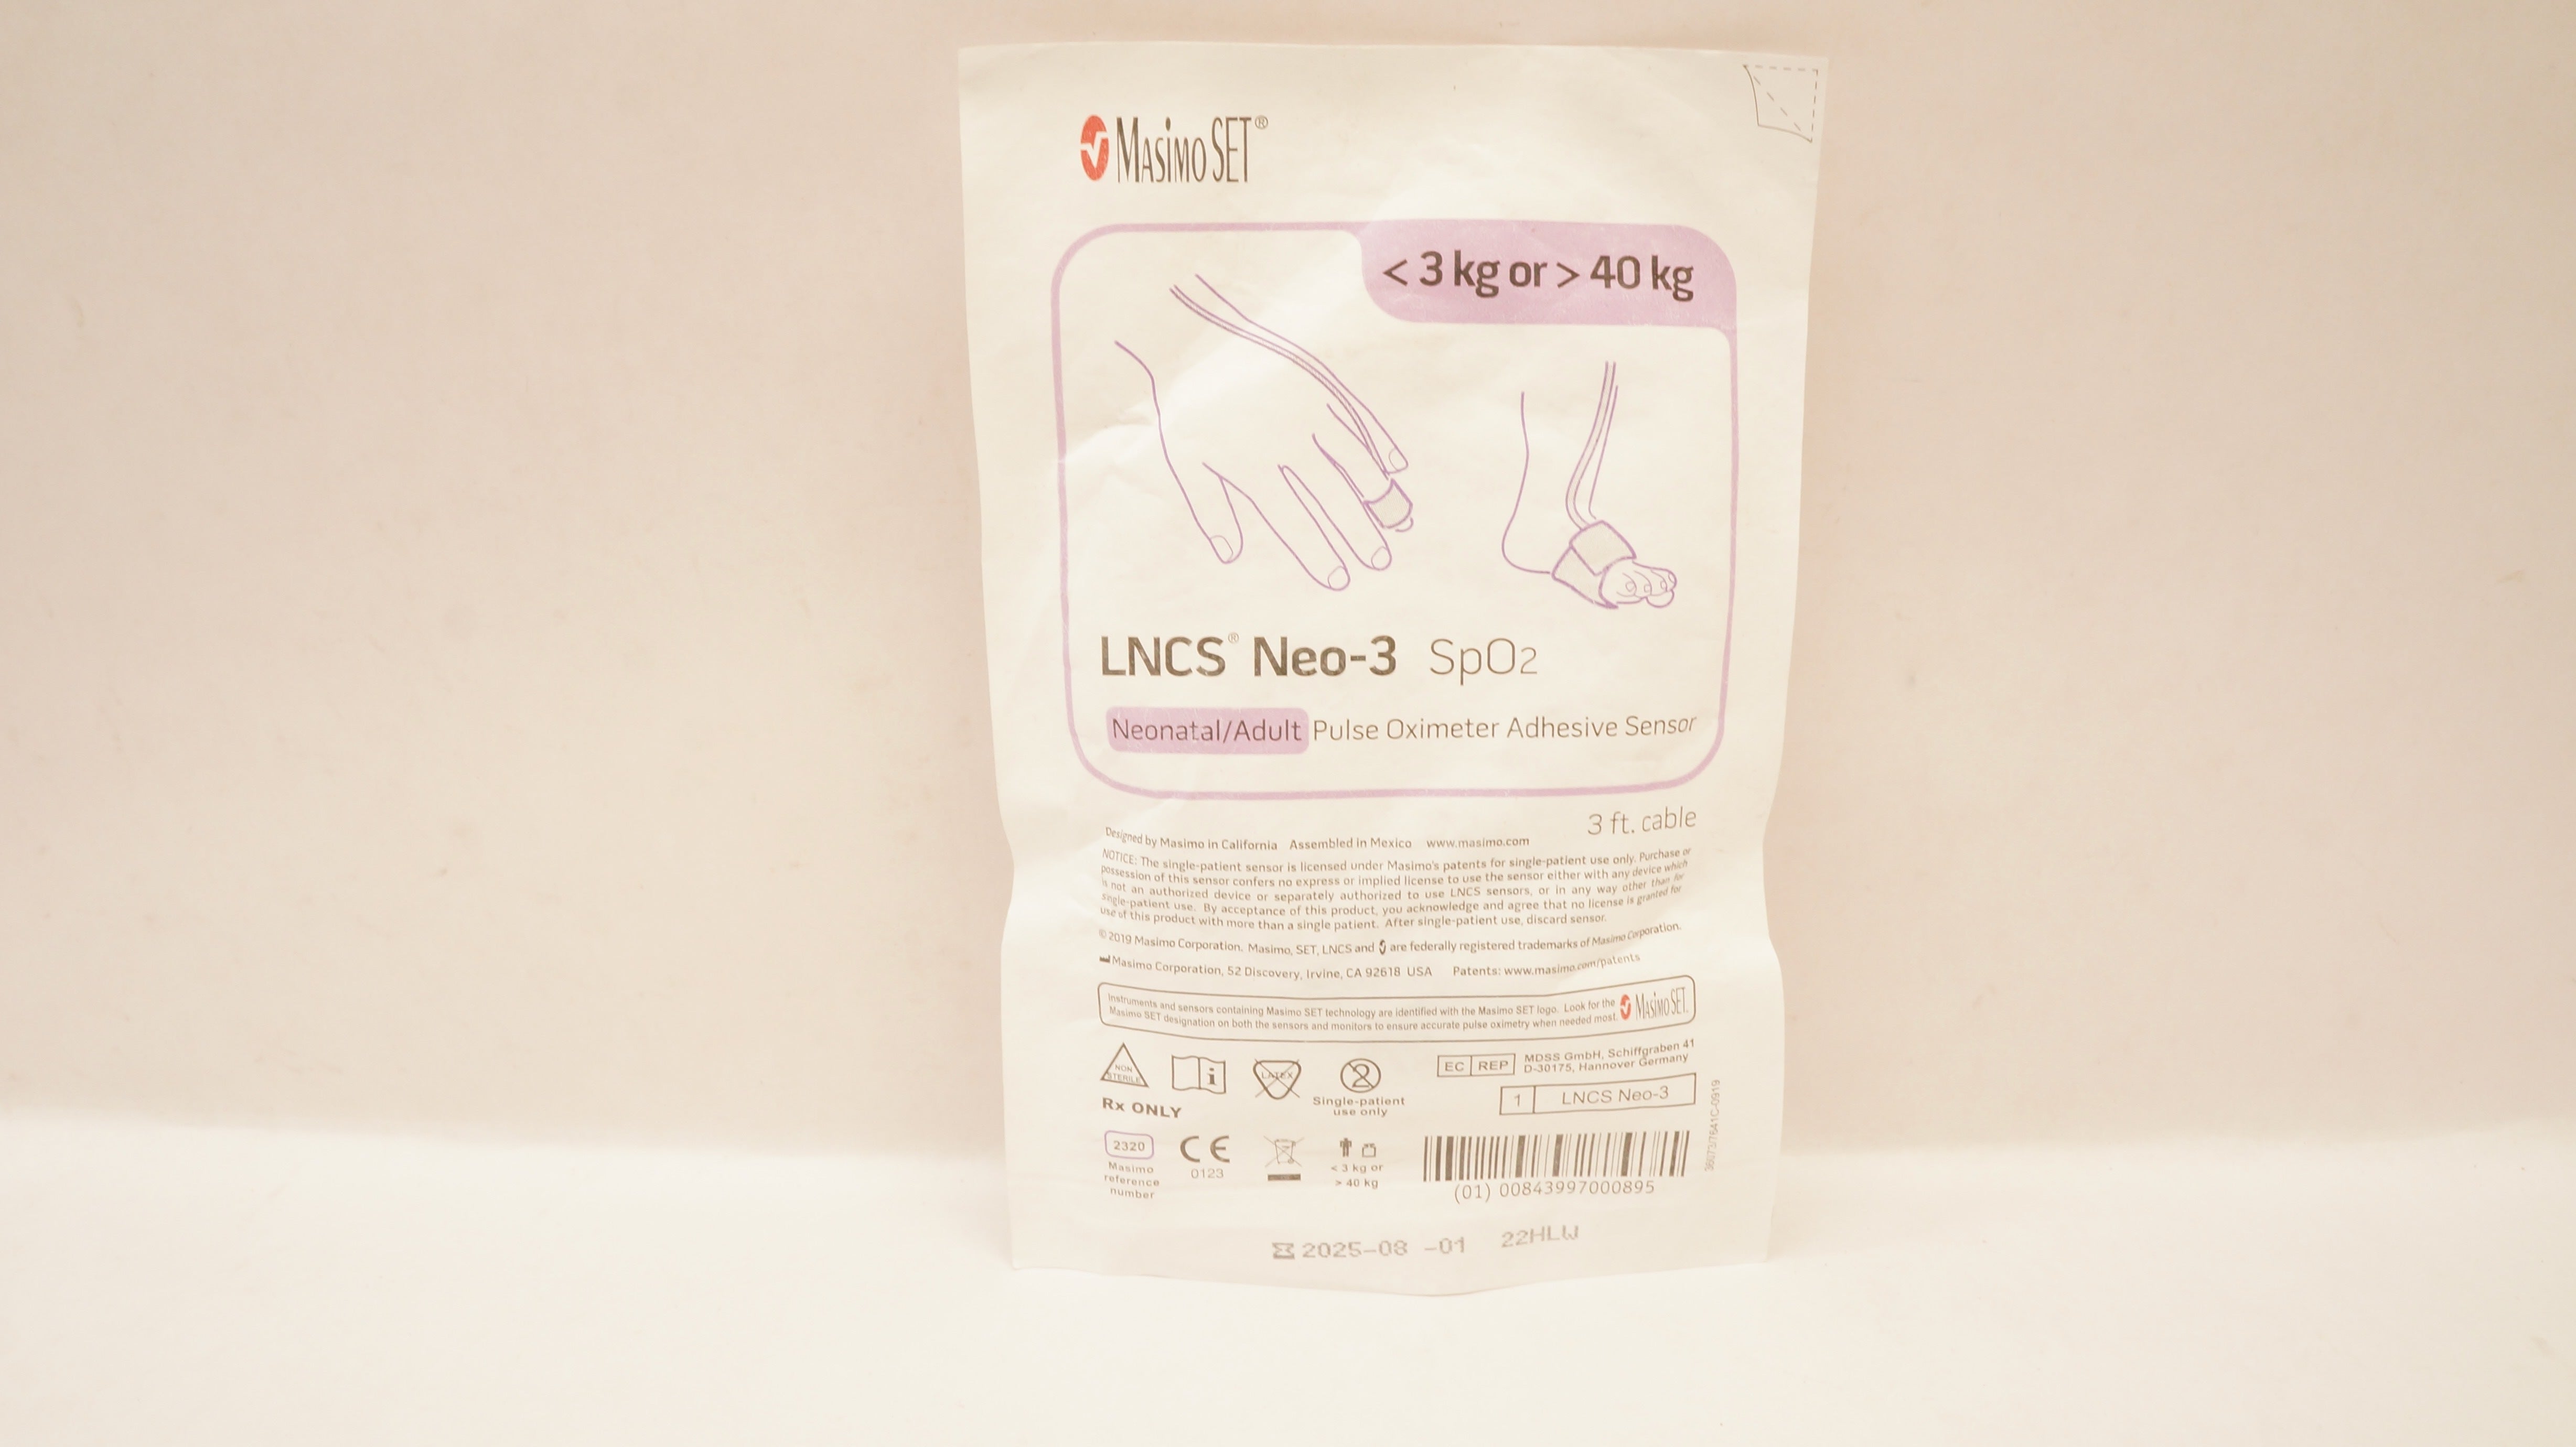 Masimo SET®
< 3 kg or > 40 kg
LNCS® Neo-3 SpO2
Neonatal/Adult Pulse Oximeter Adhesive Sensor
3 ft. cable
Designed by Masimo in California Assembled in Mexico www.masimo.com
NOTICE: The single-patient sensor is licensed under Masimo's patents for single-patient use only. Purchase or
possession of this sensor confers no express or implied license to use the sensor either with any device which
is not an authorized device or separately authorized to use LNCS sensors, or in any way other than for
single-patient use. By acceptance of this product, you acknowledge and agree that no license is granted for
use of this product with more than a single patient. After single-patient use, discard sensor.
©2019 Masimo Corporation. Masimo, SET, LNCS and are federally registered trademarks of Masimo Corporation.
Masimo Corporation, 52 Discovery, Irvine, CA 92618 USA Patents: www.masimo.com/patents
Instruments and sensors containing Masimo SET technology are identified with the Masimo SET logo. Look for the
Masimo SET designation on both the sensors and monitors to ensure accurate pulse oximetry when needed most.
Masimo SET.
NON
STERILE
i
LATEX
2
Single-patient
use only
EC REP
MDSS GmbH, Schiffgraben 41
D-30175, Hannover Germany
Rx ONLY
1 LNCS Neo-3
2320
Masimo
reference
number
CE
0123
< 3 kg or
> 40 kg
(01) 00843997000895
36073/7641C-0919
2025-08 -01 22HLW